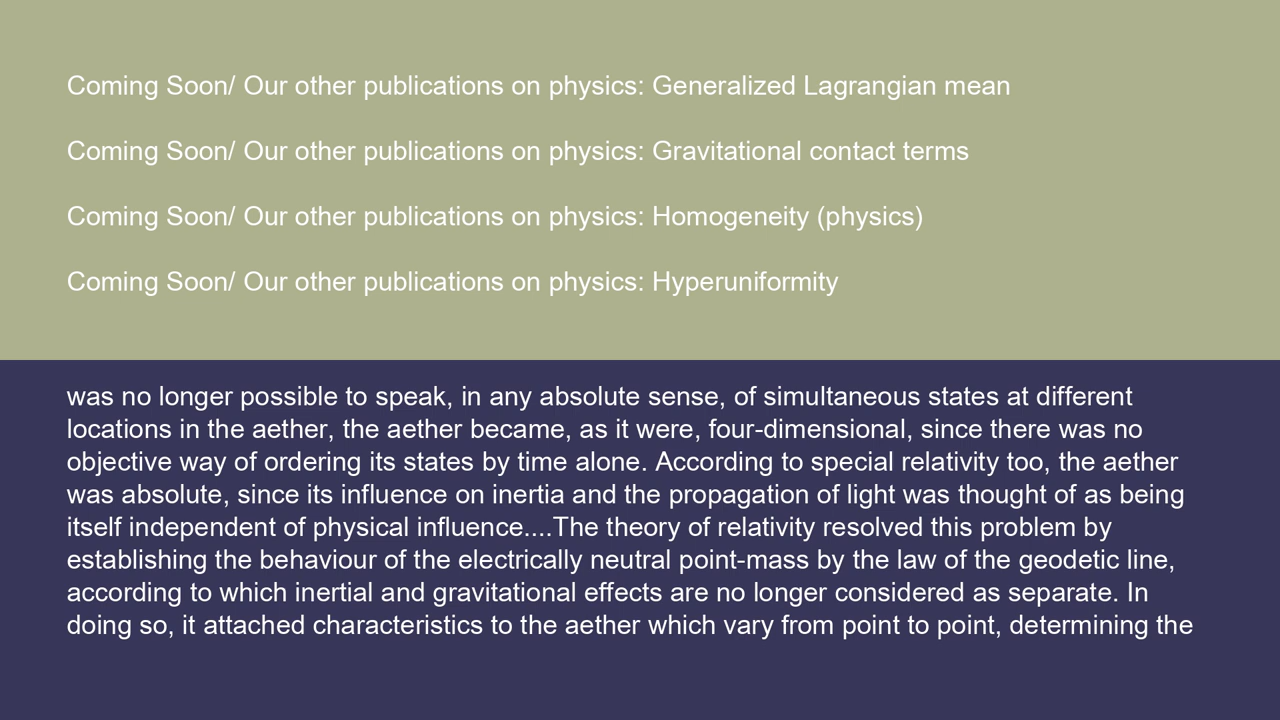 Coming Soon/ Our other publications on physics: Generalized Lagrangian mean
Coming Soon/ Our other publications on physics: Gravitational contact terms
Coming Soon/ Our other publications on physics: Homogeneity (physics)
Coming Soon/ Our other publications on physics: Hyperuniformity
was no longer possible to speak, in any absolute sense, of simultaneous states at different
locations in the aether, the aether became, as it were, four-dimensional, since there was no
objective way of ordering its states by time alone. According to special relativity too, the aether
was absolute, since its influence on inertia and the propagation of light was thought of as being
itself independent of physical influence....The theory of relativity resolved this problem by
establishing the behaviour of the electrically neutral point-mass by the law of the geodetic line,
according to which inertial and gravitational effects are no longer considered as separate. In
doing so, it attached characteristics to the aether which vary from point to point, determining the